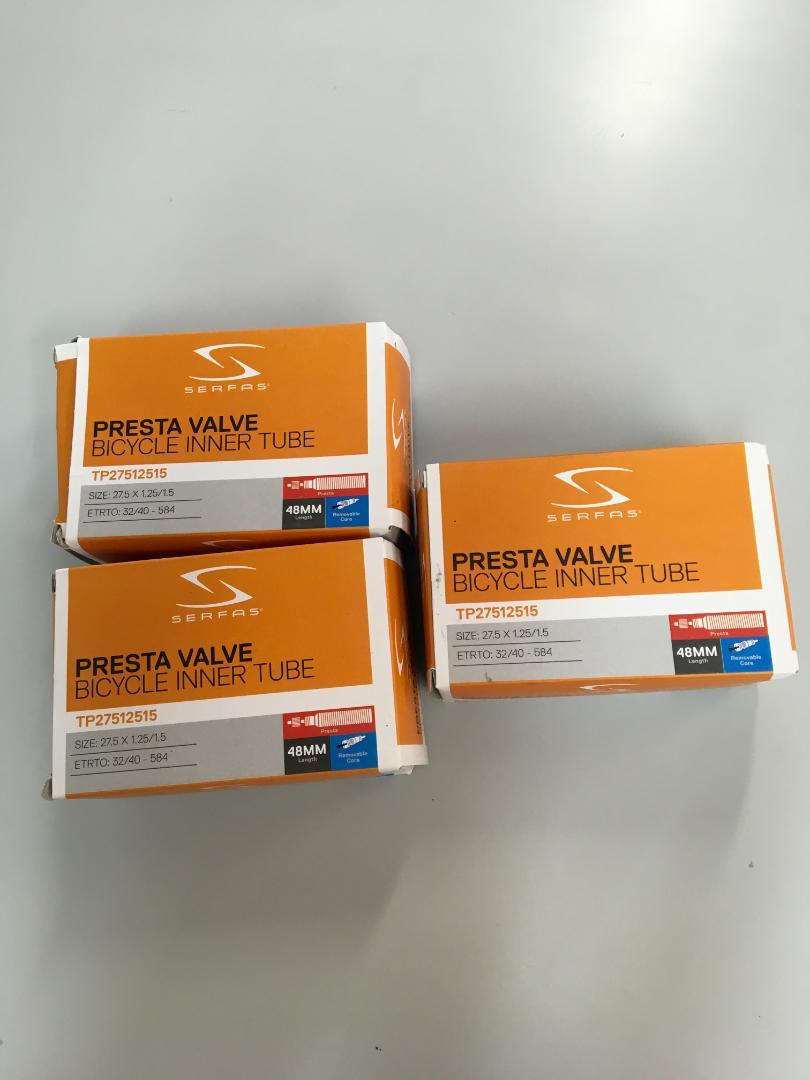 SERFAS
PRESTA VALVE
BICYCLE INNER TUBE
TP27512515
SIZE: 27.5 X 1.25/1.5
ETRTO: 32/40 - 584
Presta
48MM
Length
Removable
Core
SERFAS
PRESTA VALVE
BICYCLE INNER TUBE
TP27512515
SIZE: 27.5 X 1.25/1.5
ETRTO: 32/40 - 584
Presta
48MM
Length
Removable
Core
SERFAS
PRESTA VALVE
BICYCLE INNER TUBE
TP27512515
SIZE: 27.5 X 1.25/1.5
ETRTO: 32/40 - 584
Presta
48MM
Length
Removable
Core